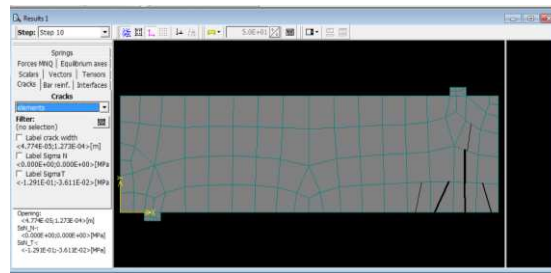 Results 1
Step: Step 10
5.0E+01
Springs
Forces MNQ Equilibrium axes
Scalars Vectors Tensors
Cracks Bar reinf. Interfaces
Cracks
elements
Filter:
(no selection)
Label crack width
<4.774E-05;1.273E-04>[m]
Label Sigma N
<0.000E+00;0.000E+00>[MPa
Label SigmaT
<-1.291E-01;-3.611E-02>[MPa
Opening:
<4.774E-05;1.273E-04>[m]
<0.000E+00;0.000E+00>[MPa]
<-1.291E-01;-3.611E-02>[MPa]